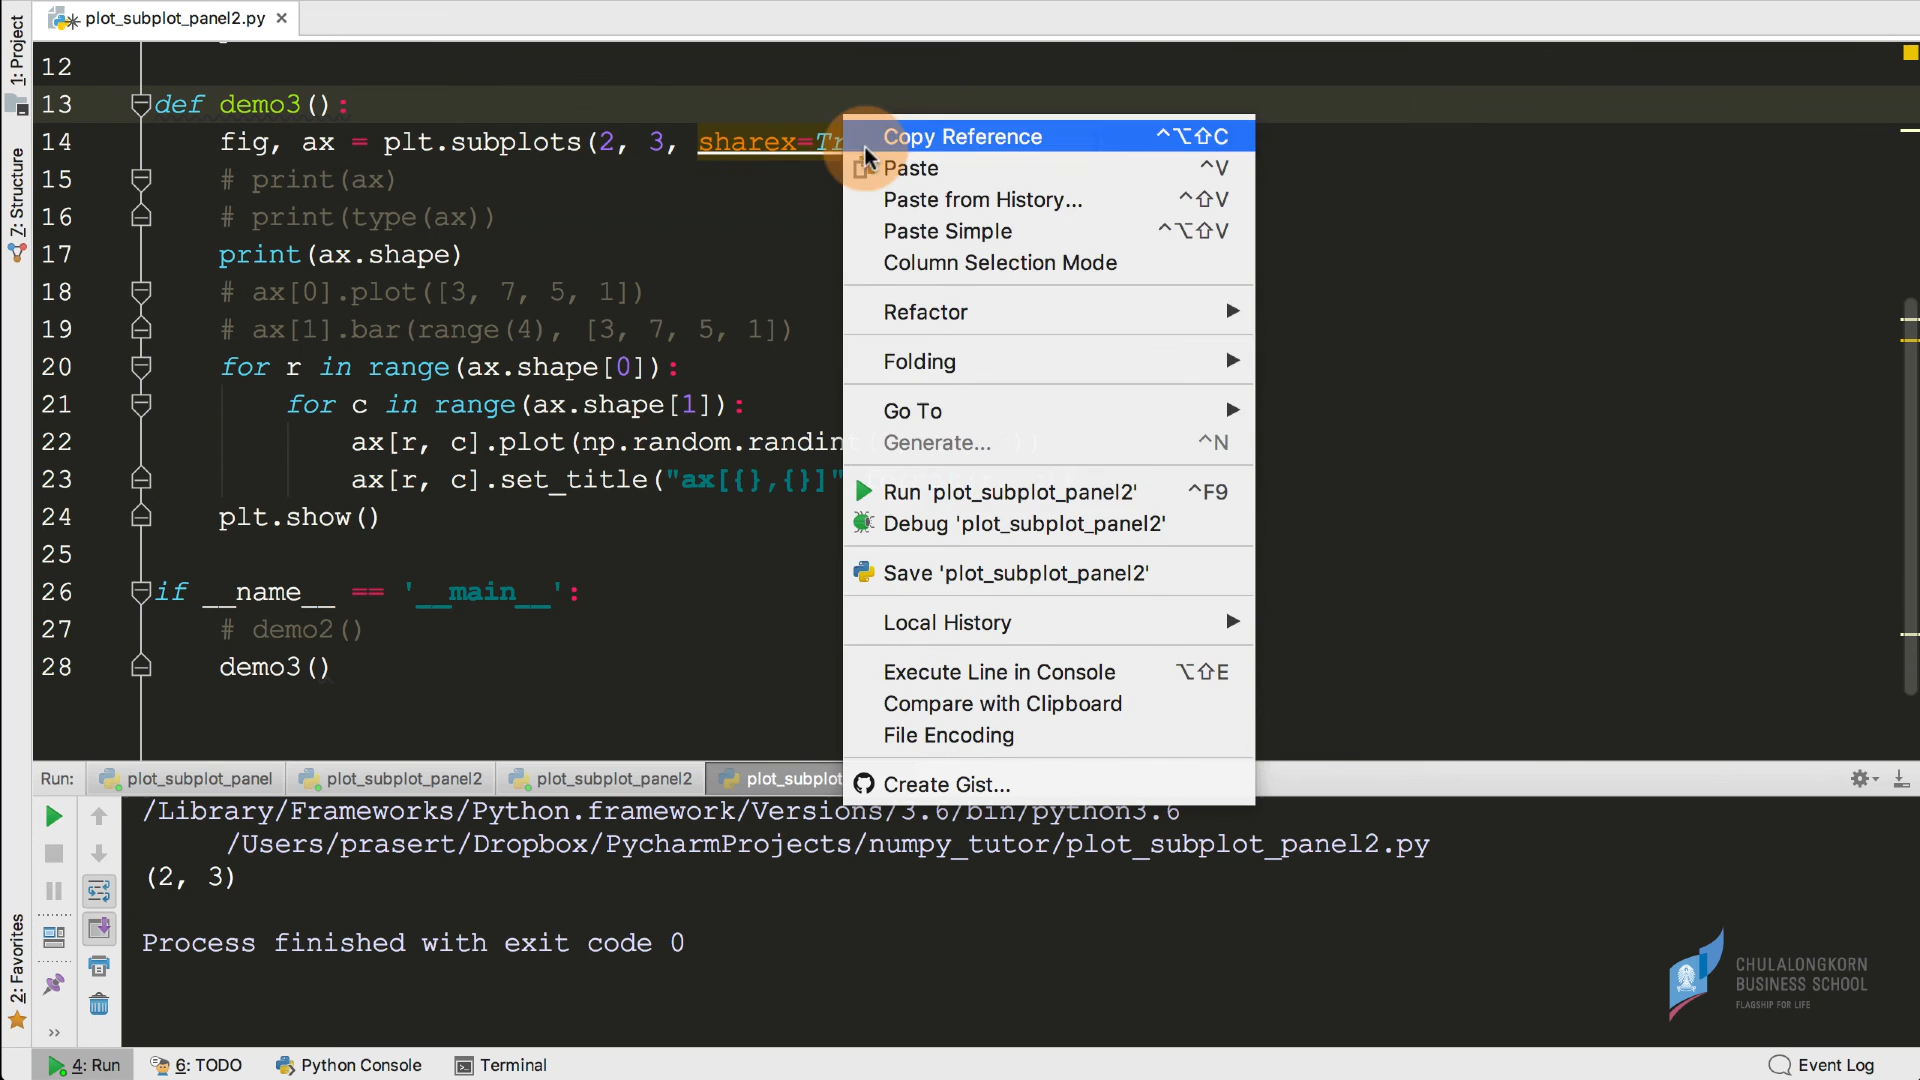 plot_subplot_panel2.py
1: Project
7: Structure
2: Favorites
12
13 def demo3():
14 fig, ax = plt.subplots(2, 3, sharex=Tr
15 # print(ax)
16 # print(type(ax))
17 print(ax.shape)
18 # ax[0].plot([3, 7, 5, 1])
19 # ax[1].bar(range(4), [3, 7, 5, 1])
20 for r in range(ax.shape[0]):
21 for c in range(ax.shape[1]):
22 ax[r, c].plot(np.random.randint
23 ax[r, c].set_title("ax[{},{}]"
24 plt.show()
25
26 if __name__ == '__main__':
27 # demo2()
28 demo3()
Copy Reference ^⌥⇧C
Paste ^V
Paste from History... ^⇧V
Paste Simple ^⌥⇧V
Column Selection Mode
Refactor
Folding
Go To
Generate... ^N
Run 'plot_subplot_panel2' ^F9
Debug 'plot_subplot_panel2'
Save 'plot_subplot_panel2'
Local History
Execute Line in Console ⌥⇧E
Compare with Clipboard
File Encoding
Create Gist...
Run: plot_subplot_panel plot_subplot_panel2 plot_subplot_panel2 plot_subplot
/Library/Frameworks/Python.framework/Versions/3.6/bin/python3.6
/Users/prasert/Dropbox/PycharmProjects/numpy_tutor/plot_subplot_panel2.py
(2, 3)
Process finished with exit code 0
CHULALONGKORN
BUSINESS SCHOOL
FLAGSHIP FOR LIFE
4: Run 6: TODO Python Console Terminal Event Log